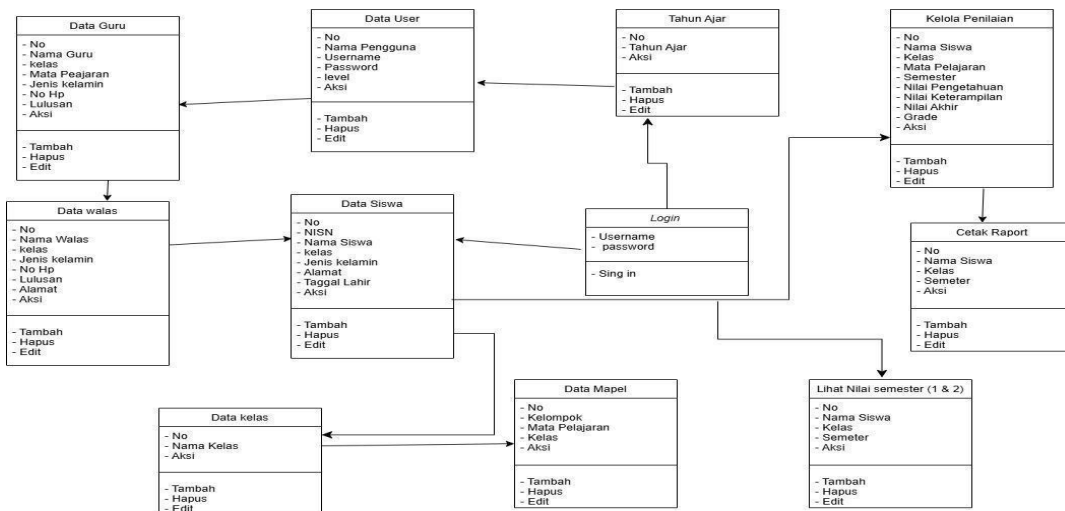 Data Guru
- No
- Nama Guru
- kelas
- Mata Peajaran
- Jenis kelamin
- No Hp
- Lulusan
- Aksi
- Tambah
- Hapus
- Edit
Data User
- No
- Nama Pengguna
- Username
- Password
- level
- Aksi
- Tambah
- Hapus
- Edit
Tahun Ajar
- No
- Tahun Ajar
- Aksi
- Tambah
- Hapus
- Edit
Kelola Penilaian
- No
- Nama Siswa
- Kelas
- Mata Pelajaran
- Semester
- Nilai Pengetahuan
- Nilai Keterampilan
- Nilai Akhir
- Grade
- Aksi
- Tambah
- Hapus
- Edit
Data walas
- No
- Nama Walas
- kelas
- Jenis kelamin
- No Hp
- Lulusan
- Alamat
- Aksi
- Tambah
- Hapus
- Edit
Data Siswa
- No
- NISN
- Nama Siswa
- kelas
- Jenis kelamin
- Alamat
- Taggal Lahir
- Aksi
- Tambah
- Hapus
- Edit
Login
- Username
- password
- Sing in
Cetak Raport
- No
- Nama Siswa
- Kelas
- Semeter
- Aksi
- Tambah
- Hapus
- Edit
Data kelas
- No
- Nama Kelas
- Aksi
- Tambah
- Hapus
- Edit
Data Mapel
- No
- Kelompok
- Mata Pelajaran
- Kelas
- Aksi
- Tambah
- Hapus
- Edit
Lihat Nilai semester (1 & 2)
- No
- Nama Siswa
- Kelas
- Semeter
- Aksi
- Tambah
- Hapus
- Edit